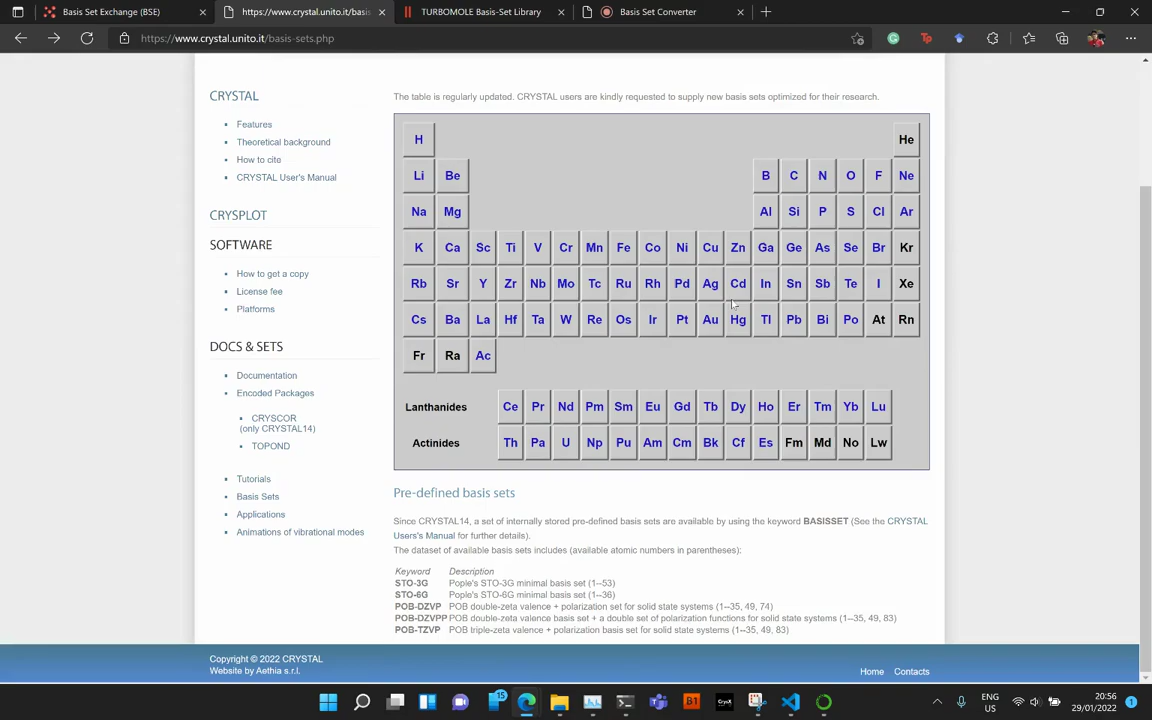 Basis Set Exchange (BSE)
https://www.crystal.unito.it/basis
TURBOMOLE Basis-Set Library
Basis Set Converter
https://www.crystal.unito.it/basis-sets.php
CRYSTAL
Features
Theoretical background
How to cite
CRYSTAL User's Manual
CRYSPLOT
SOFTWARE
How to get a copy
License fee
Platforms
DOCS & SETS
Documentation
Encoded Packages
CRYSCOR
(only CRYSTAL14)
TOPOND
Tutorials
Basis Sets
Applications
Animations of vibrational modes
The table is regularly updated. CRYSTAL users are kindly requested to supply new basis sets optimized for their research.
H He
Li Be B C N O F Ne
Na Mg Al Si P S Cl Ar
K Ca Sc Ti V Cr Mn Fe Co Ni Cu Zn Ga Ge As Se Br Kr
Rb Sr Y Zr Nb Mo Tc Ru Rh Pd Ag Cd In Sn Sb Te I Xe
Cs Ba La Hf Ta W Re Os Ir Pt Au Hg Tl Pb Bi Po At Rn
Fr Ra Ac
Lanthanides Ce Pr Nd Pm Sm Eu Gd Tb Dy Ho Er Tm Yb Lu
Actinides Th Pa U Np Pu Am Cm Bk Cf Es Fm Md No Lw
Pre-defined basis sets
Since CRYSTAL14, a set of internally stored pre-defined basis sets are available by using the keyword BASISSET (See the CRYSTAL
Users's Manual for further details).
The dataset of available basis sets includes (available atomic numbers in parentheses):
Keyword Description
STO-3G Pople's STO-3G minimal basis set (1--53)
STO-6G Pople's STO-6G minimal basis set (1--36)
POB-DZVP POB double-zeta valence + polarization set for solid state systems (1--35, 49, 74)
POB-DZVPP POB double-zeta valence basis set + a double set of polarization functions for solid state systems (1--35, 49, 83)
POB-TZVP POB triple-zeta valence + polarization basis set for solid state systems (1--35, 49, 83)
Copyright © 2022 CRYSTAL
Website by Aethia s.r.l.
Home Contacts
15
B1
CrysX
ENG
US
20:56
29/01/2022
1